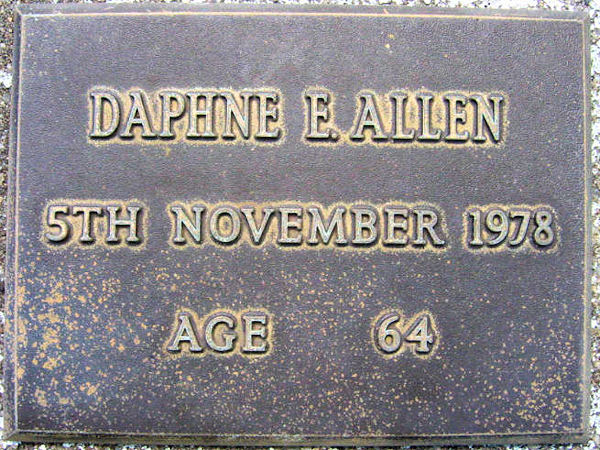 DAPHNE E. ALLEN
5TH NOVEMBER 1978
AGE 64